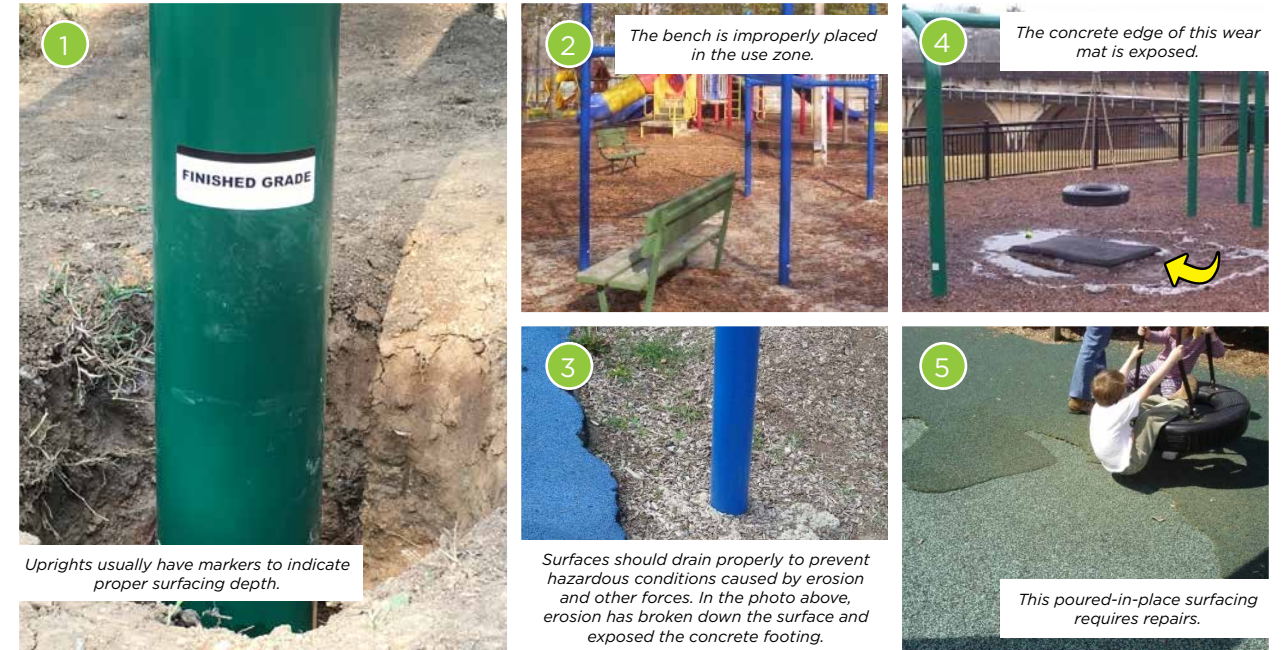 1
FINISHED GRADE
Uprights usually have markers to indicate
proper surfacing depth.
2
The bench is improperly placed
in the use zone.
3
Surfaces should drain properly to prevent
hazardous conditions caused by erosion
and other forces. In the photo above,
erosion has broken down the surface and
exposed the concrete footing.
4
The concrete edge of this wear
mat is exposed.
5
This poured-in-place surfacing
requires repairs.